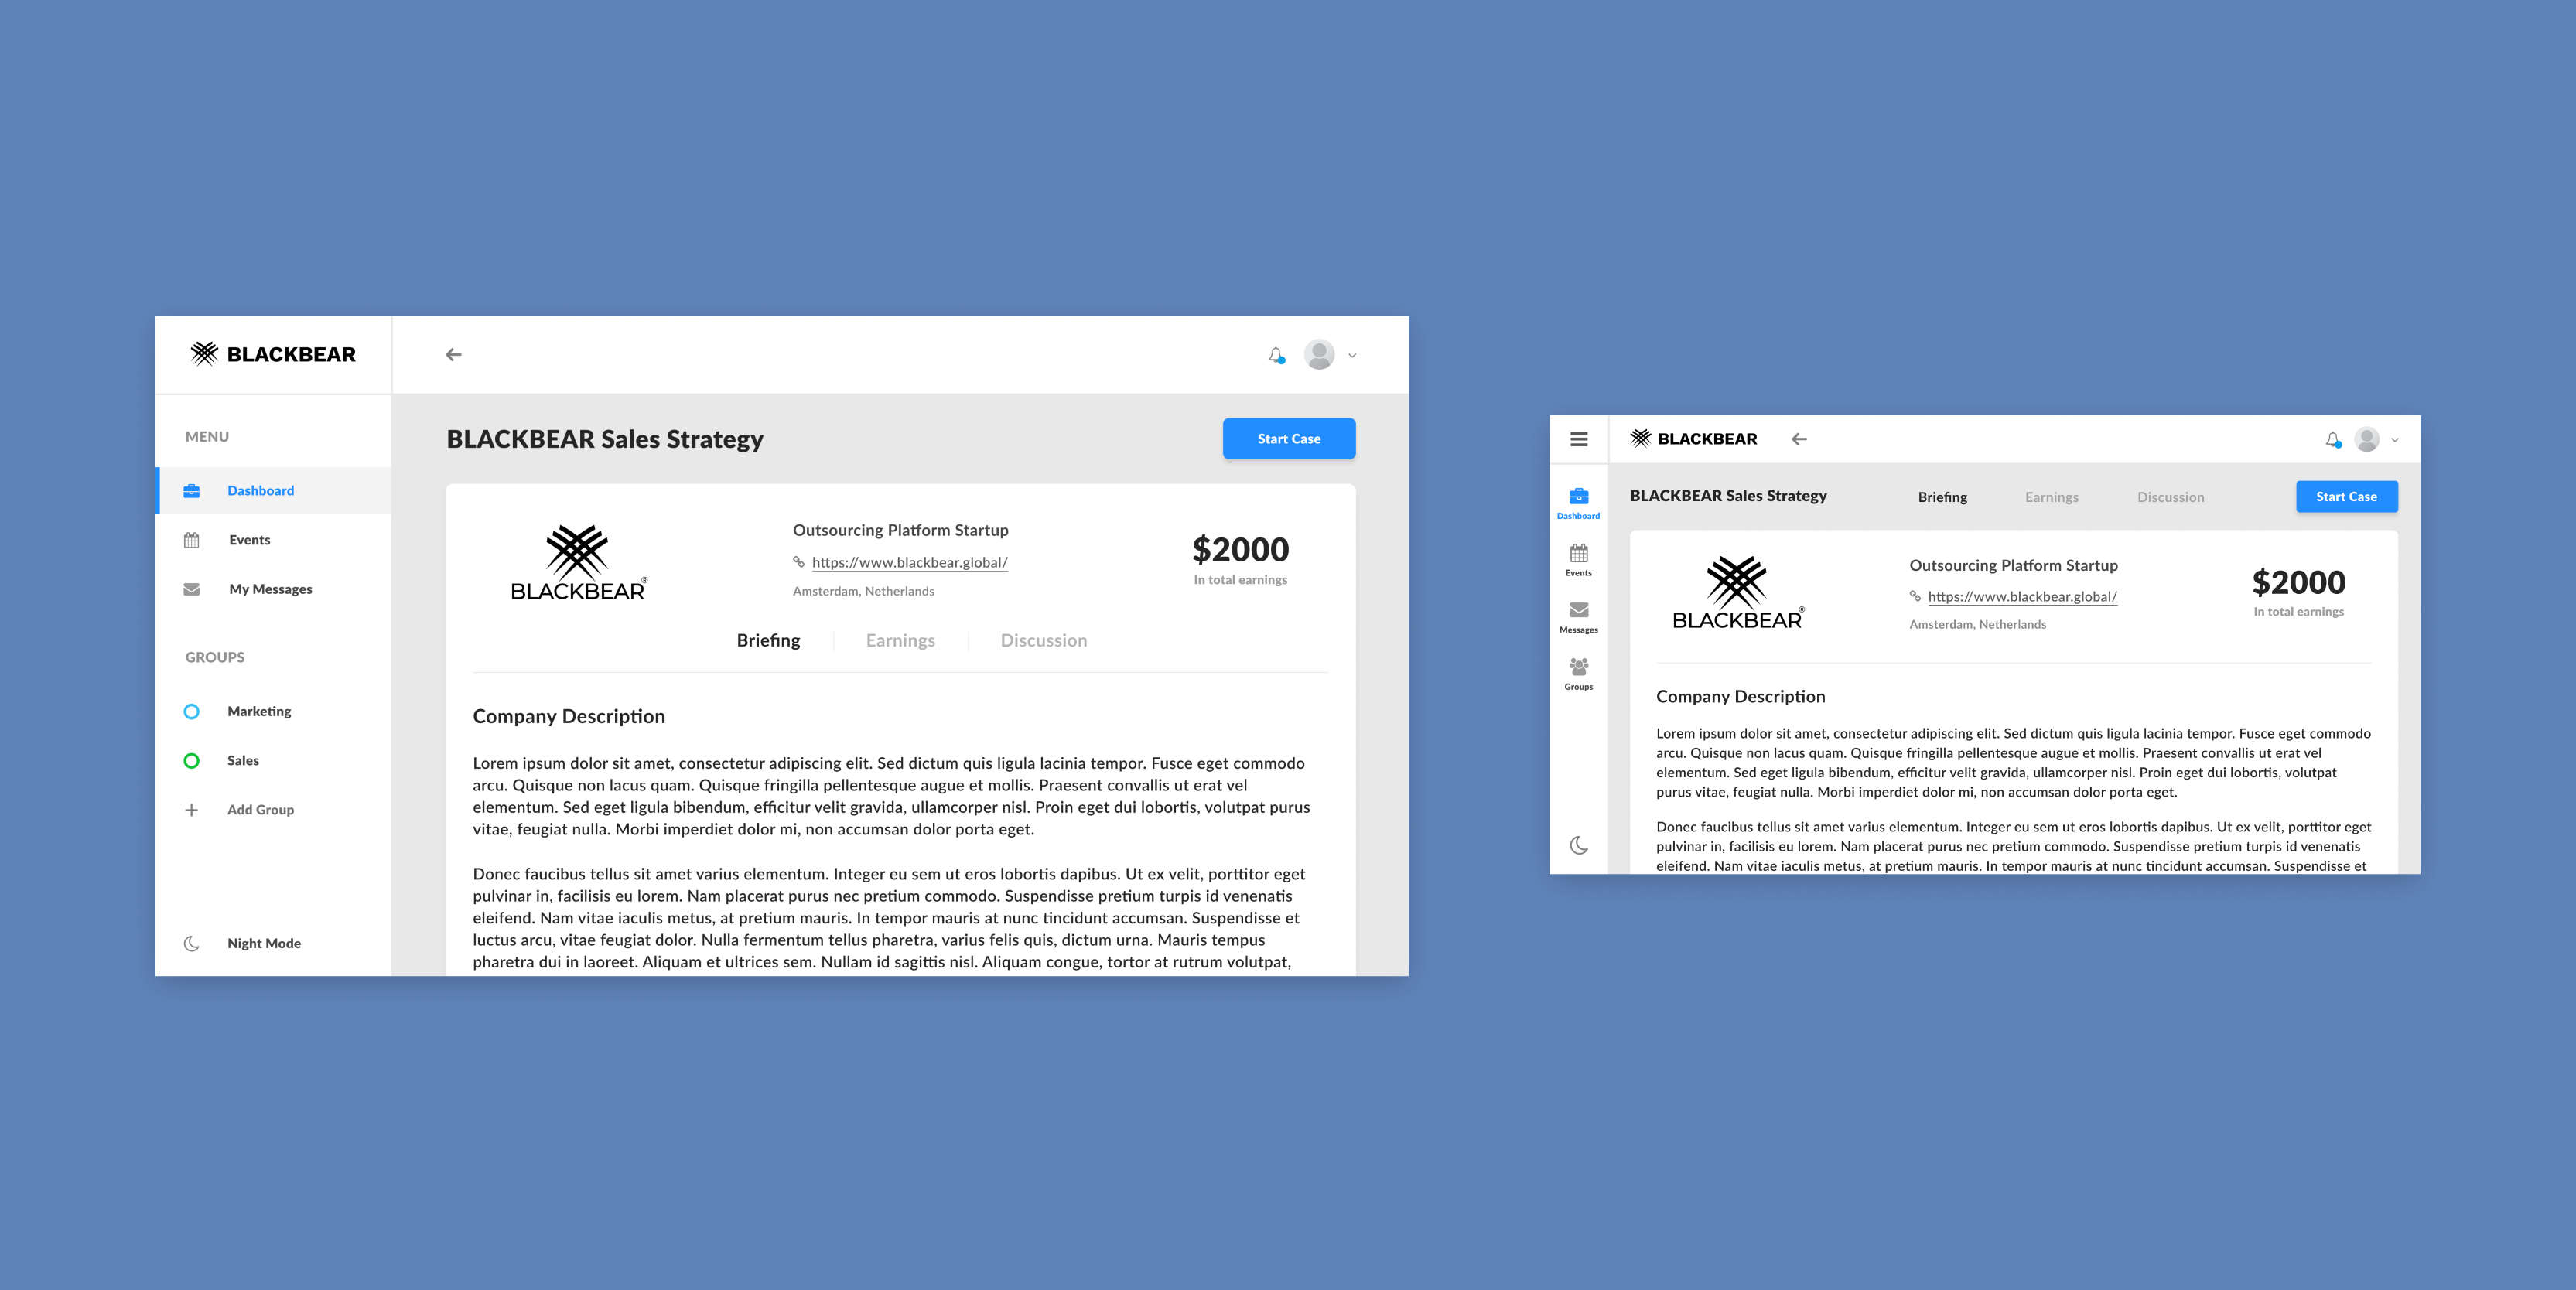 BLACKBEAR
MENU
Dashboard
Events
My Messages
GROUPS
Marketing
Sales
Add Group
Night Mode
BLACKBEAR Sales Strategy
Start Case
BLACKBEAR®
Outsourcing Platform Startup
https://www.blackbear.global/
Amsterdam, Netherlands
$2000
In total earnings
Briefing
Earnings
Discussion
Company Description
Lorem ipsum dolor sit amet, consectetur adipiscing elit. Sed dictum quis ligula lacinia tempor. Fusce eget commodo
arcu. Quisque non lacus quam. Quisque fringilla pellentesque augue et mollis. Praesent convallis ut erat vel
elementum. Sed eget ligula bibendum, efficitur velit gravida, ullamcorper nisl. Proin eget dui lobortis, volutpat purus
vitae, feugiat nulla. Morbi imperdiet dolor mi, non accumsan dolor porta eget.
Donec faucibus tellus sit amet varius elementum. Integer eu sem ut eros lobortis dapibus. Ut ex velit, porttitor eget
pulvinar in, facilisis eu lorem. Nam placerat purus nec pretium commodo. Suspendisse pretium turpis id venenatis
eleifend. Nam vitae iaculis metus, at pretium mauris. In tempor mauris at nunc tincidunt accumsan. Suspendisse et
luctus arcu, vitae feugiat dolor. Nulla fermentum tellus pharetra, varius felis quis, dictum urna. Mauris tempus
pharetra dui in laoreet. Aliquam et ultrices sem. Nullam id sagittis nisl. Aliquam congue, tortor at rutrum volutpat,
BLACKBEAR
Dashboard
Events
Messages
Groups
BLACKBEAR Sales Strategy
Briefing
Earnings
Discussion
Start Case
BLACKBEAR®
Outsourcing Platform Startup
https://www.blackbear.global/
Amsterdam, Netherlands
$2000
In total earnings
Company Description
Lorem ipsum dolor sit amet, consectetur adipiscing elit. Sed dictum quis ligula lacinia tempor. Fusce eget commodo
arcu. Quisque non lacus quam. Quisque fringilla pellentesque augue et mollis. Praesent convallis ut erat vel
elementum. Sed eget ligula bibendum, efficitur velit gravida, ullamcorper nisl. Proin eget dui lobortis, volutpat
purus vitae, feugiat nulla. Morbi imperdiet dolor mi, non accumsan dolor porta eget.
Donec faucibus tellus sit amet varius elementum. Integer eu sem ut eros lobortis dapibus. Ut ex velit, porttitor eget
pulvinar in, facilisis eu lorem. Nam placerat purus nec pretium commodo. Suspendisse pretium turpis id venenatis
eleifend. Nam vitae iaculis metus, at pretium mauris. In tempor mauris at nunc tincidunt accumsan. Suspendisse et